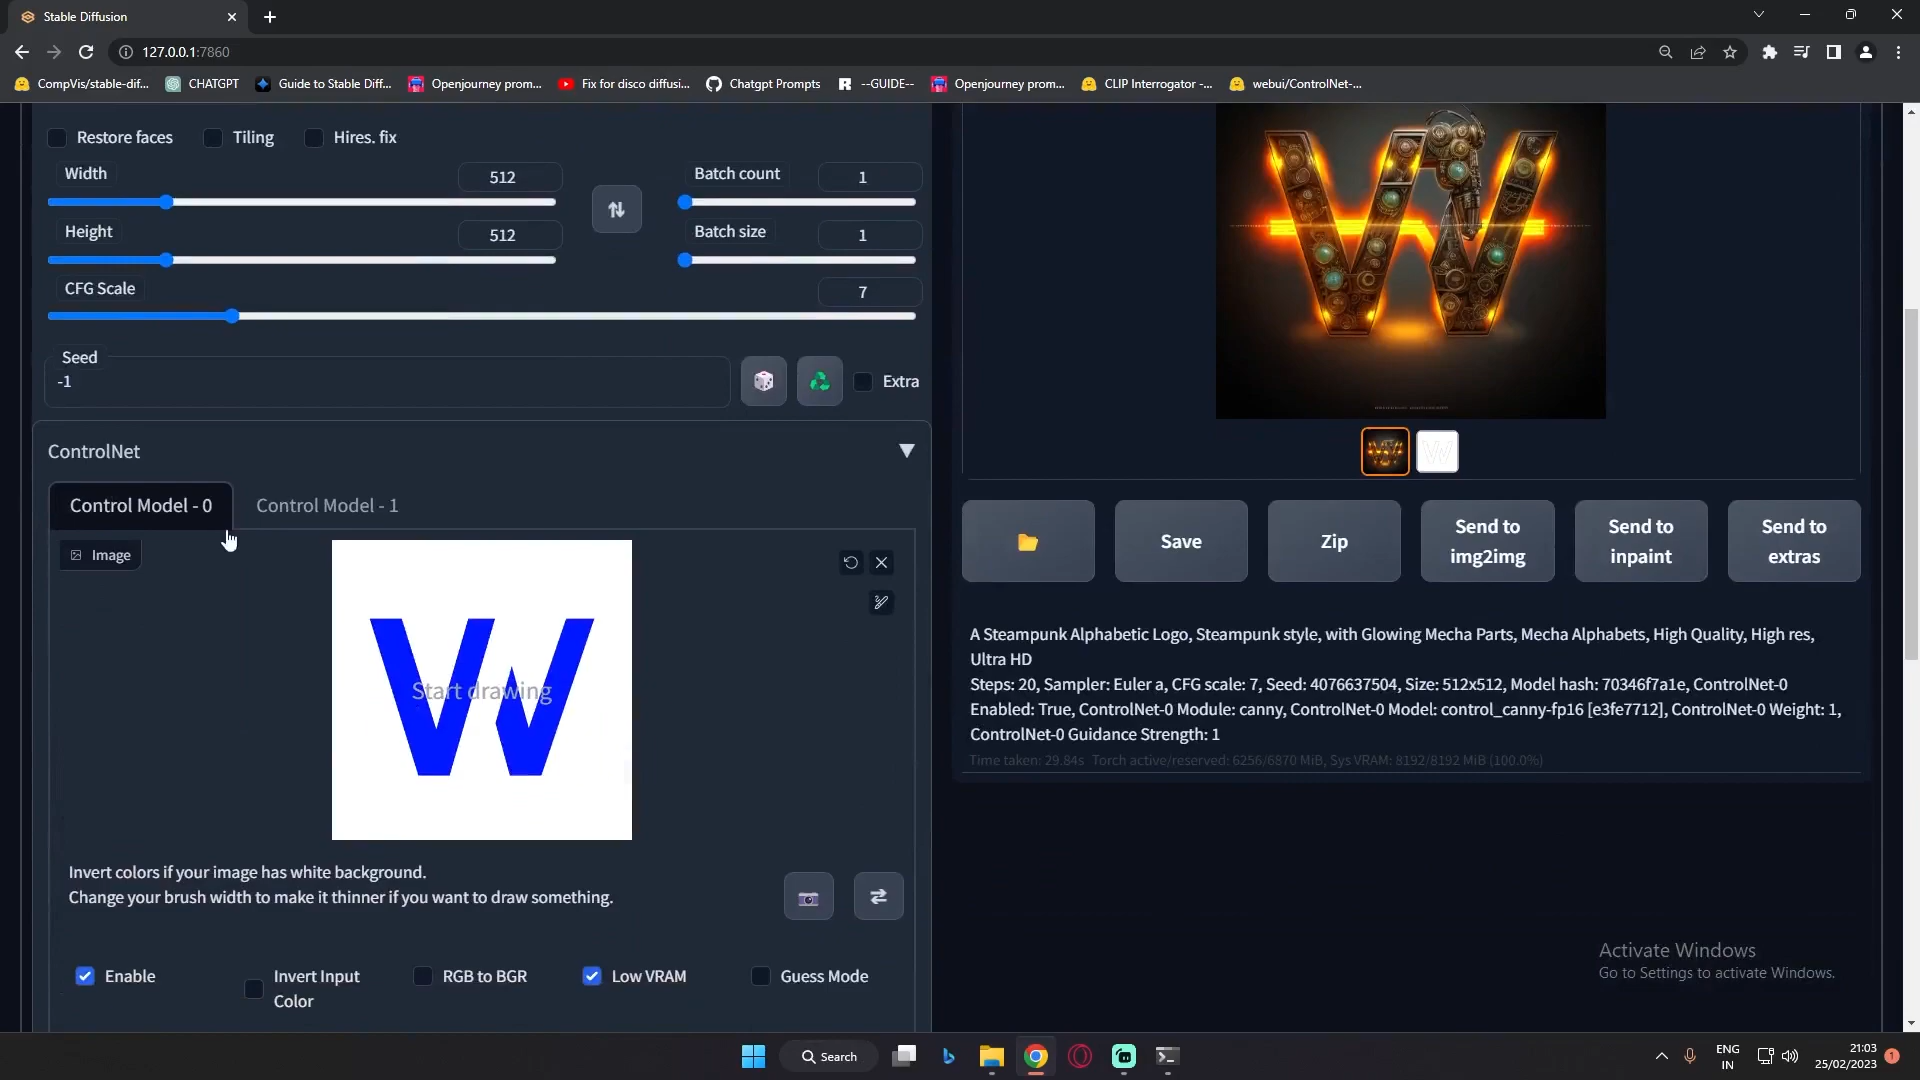 Stable Diffusion
127.0.0.1:7860
CompVis/stable-dif...
CHATGPT
Guide to Stable Diff...
Openjourney prom...
Fix for disco diffusi...
Chatgpt Prompts
--GUIDE--
Openjourney prom...
CLIP Interrogator -...
webui/ControlNet-...
Restore faces
Tiling
Hires. fix
Width
512
Batch count
1
Height
512
Batch size
1
CFG Scale
7
Seed
-1
Extra
ControlNet
Control Model - 0
Control Model - 1
Image
W
Start drawing
Invert colors if your image has white background.
Change your brush width to make it thinner if you want to draw something.
Enable
Invert Input
Color
RGB to BGR
Low VRAM
Guess Mode
W
Save
Zip
Send to
img2img
Send to
inpaint
Send to
extras
A Steampunk Alphabetic Logo, Steampunk style, with Glowing Mecha Parts, Mecha Alphabets, High Quality, High res,
Ultra HD
Steps: 20, Sampler: Euler a, CFG scale: 7, Seed: 4076637504, Size: 512x512, Model hash: 70346f7a1e, ControlNet-0
Enabled: True, ControlNet-0 Module: canny, ControlNet-0 Model: control_canny-fp16 [e3fe7712], ControlNet-0 Weight: 1,
ControlNet-0 Guidance Strength: 1
Time taken: 29.84s Torch active/reserved: 6256/6870 MiB, Sys VRAM: 8192/8192 MiB (100.0%)
Activate Windows
Go to Settings to activate Windows.
Search
ENG
IN
21:03
25/02/2023
1